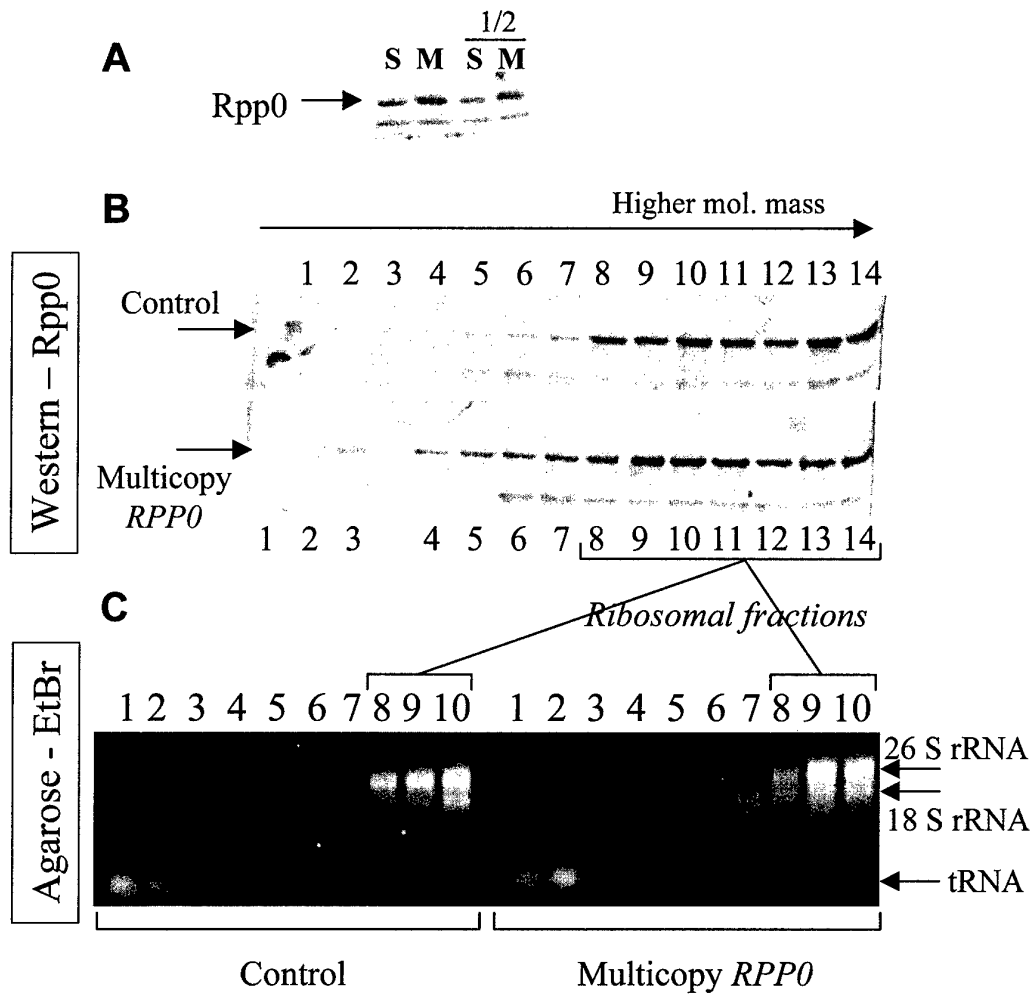 A
1/2
S M S M
Rpp0
B
Higher mol. mass
Western – Rpp0
1 2 3 4 5 6 7 8 9 10 11 12 13 14
Control
Multicopy
RPP0
1 2 3 4 5 6 7 8 9 10 11 12 13 14
C
Ribosomal fractions
Agarose - EtBr
1 2 3 4 5 6 7 8 9 10 1 2 3 4 5 6 7 8 9 10
26 S rRNA
18 S rRNA
tRNA
Control
Multicopy RPP0